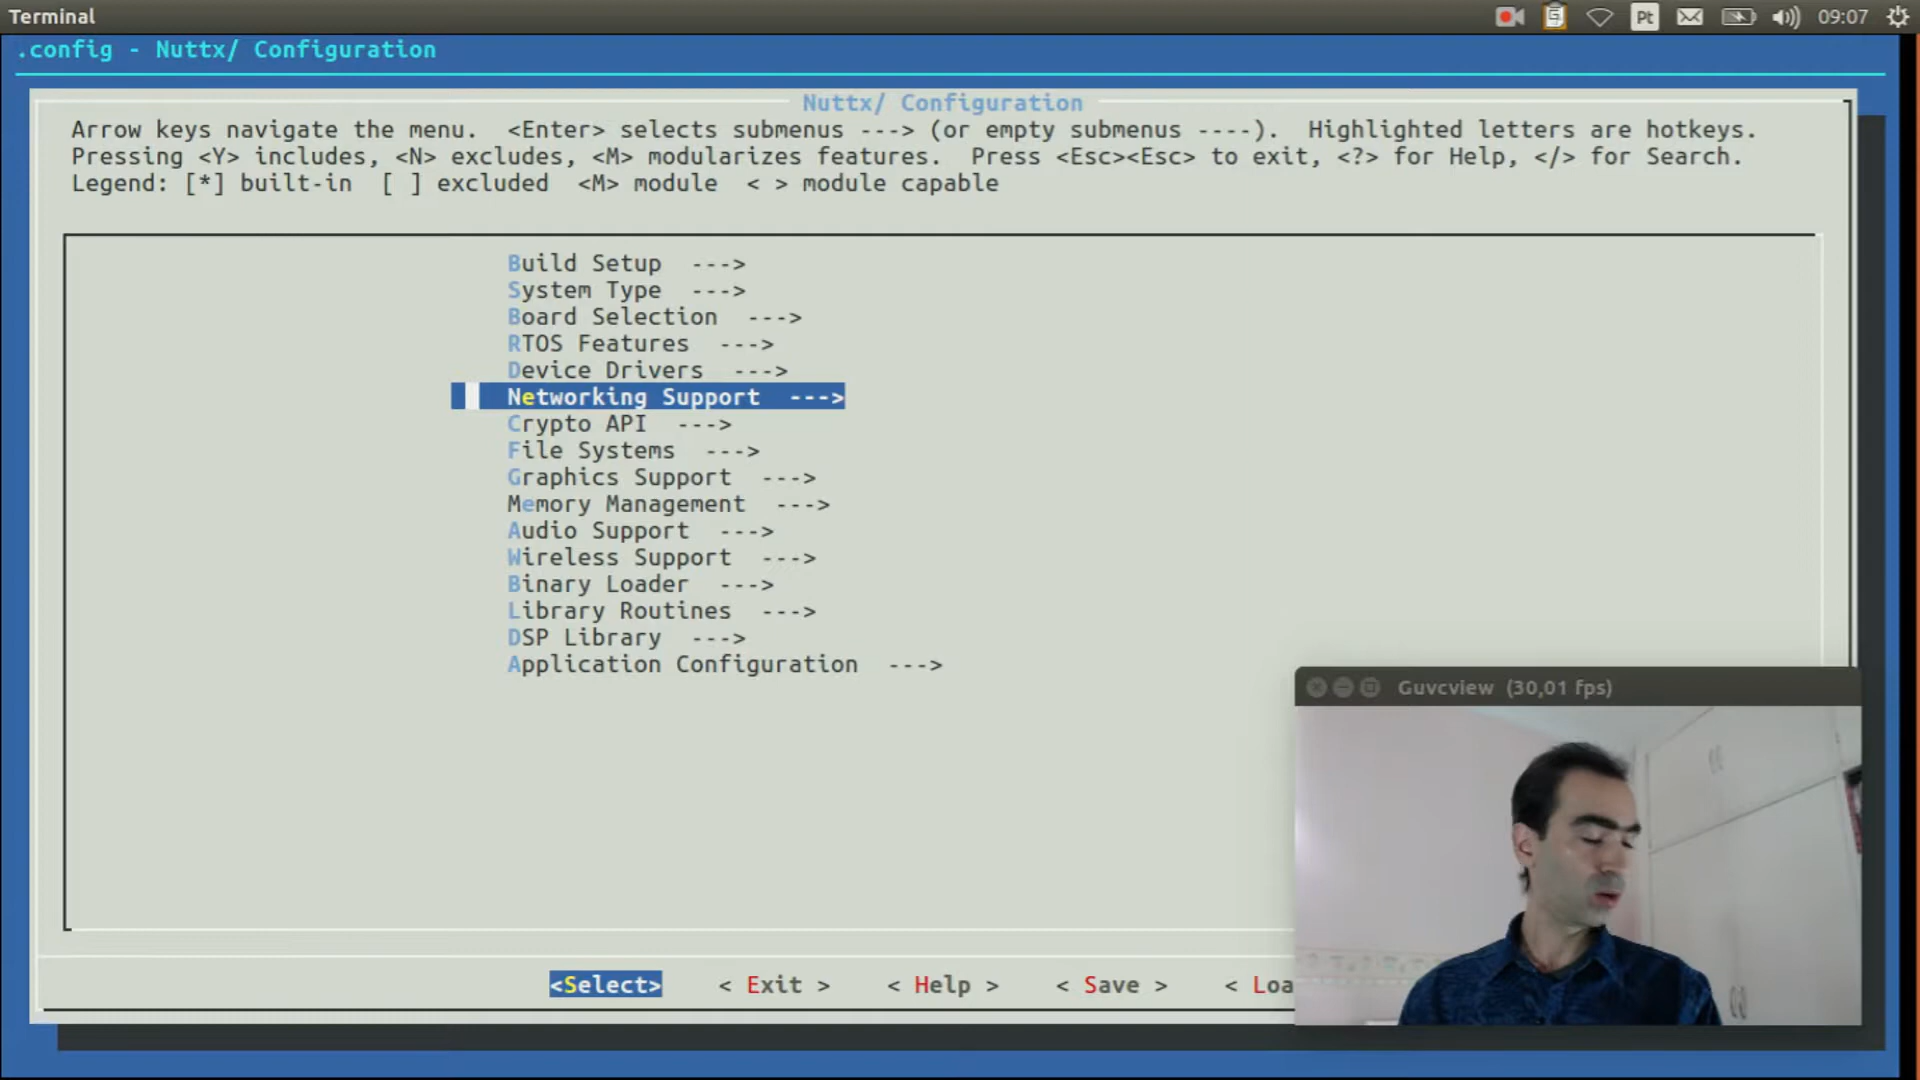 Terminal
Pt
09:07
.config - Nuttx/ Configuration
Nuttx/ Configuration
Arrow keys navigate the menu.  <Enter> selects submenus ---> (or empty submenus ----).  Highlighted letters are hotkeys.
Pressing <Y> includes, <N> excludes, <M> modularizes features.  Press <Esc><Esc> to exit, <?> for Help, </> for Search.
Legend: [*] built-in  [ ] excluded  <M> module  < > module capable
Build Setup  --->
System Type  --->
Board Selection  --->
RTOS Features  --->
Device Drivers  --->
Networking Support  --->
Crypto API  --->
File Systems  --->
Graphics Support  --->
Memory Management  --->
Audio Support  --->
Wireless Support  --->
Binary Loader  --->
Library Routines  --->
DSP Library  --->
Application Configuration  --->
Guvcview (30,01 fps)
<Select>    < Exit >    < Help >    < Save >    < Loa